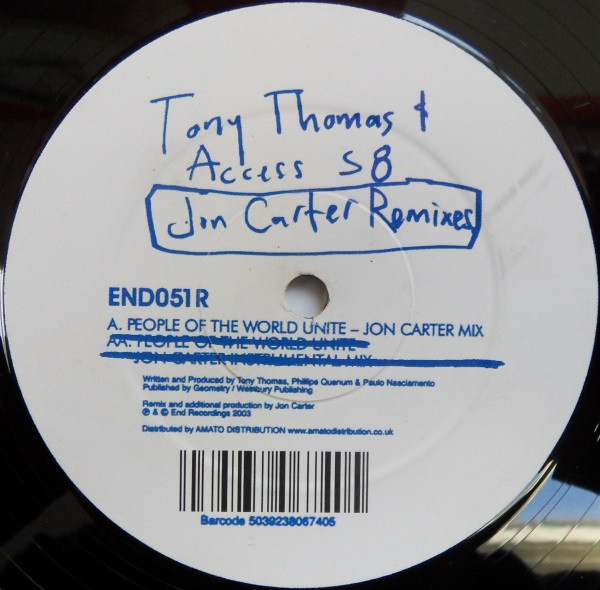 Tony Thomas &
Access 58
Jon Carter Remixes
END051R
A. PEOPLE OF THE WORLD UNITE – JON CARTER MIX
AA. PEOPLE OF THE WORLD UNITE –
JON CARTER INSTRUMENTAL MIX
Written and Produced by Tony Thomas, Phillipe Quenum & Paulo Nascimento
Published by Geometry / Westbury Publishing
Remix and additional production by Jon Carter
℗ & © End Recordings 2003
Distributed by AMATO DISTRIBUTION www.amatodistribution.co.uk
Barcode 5039238067405